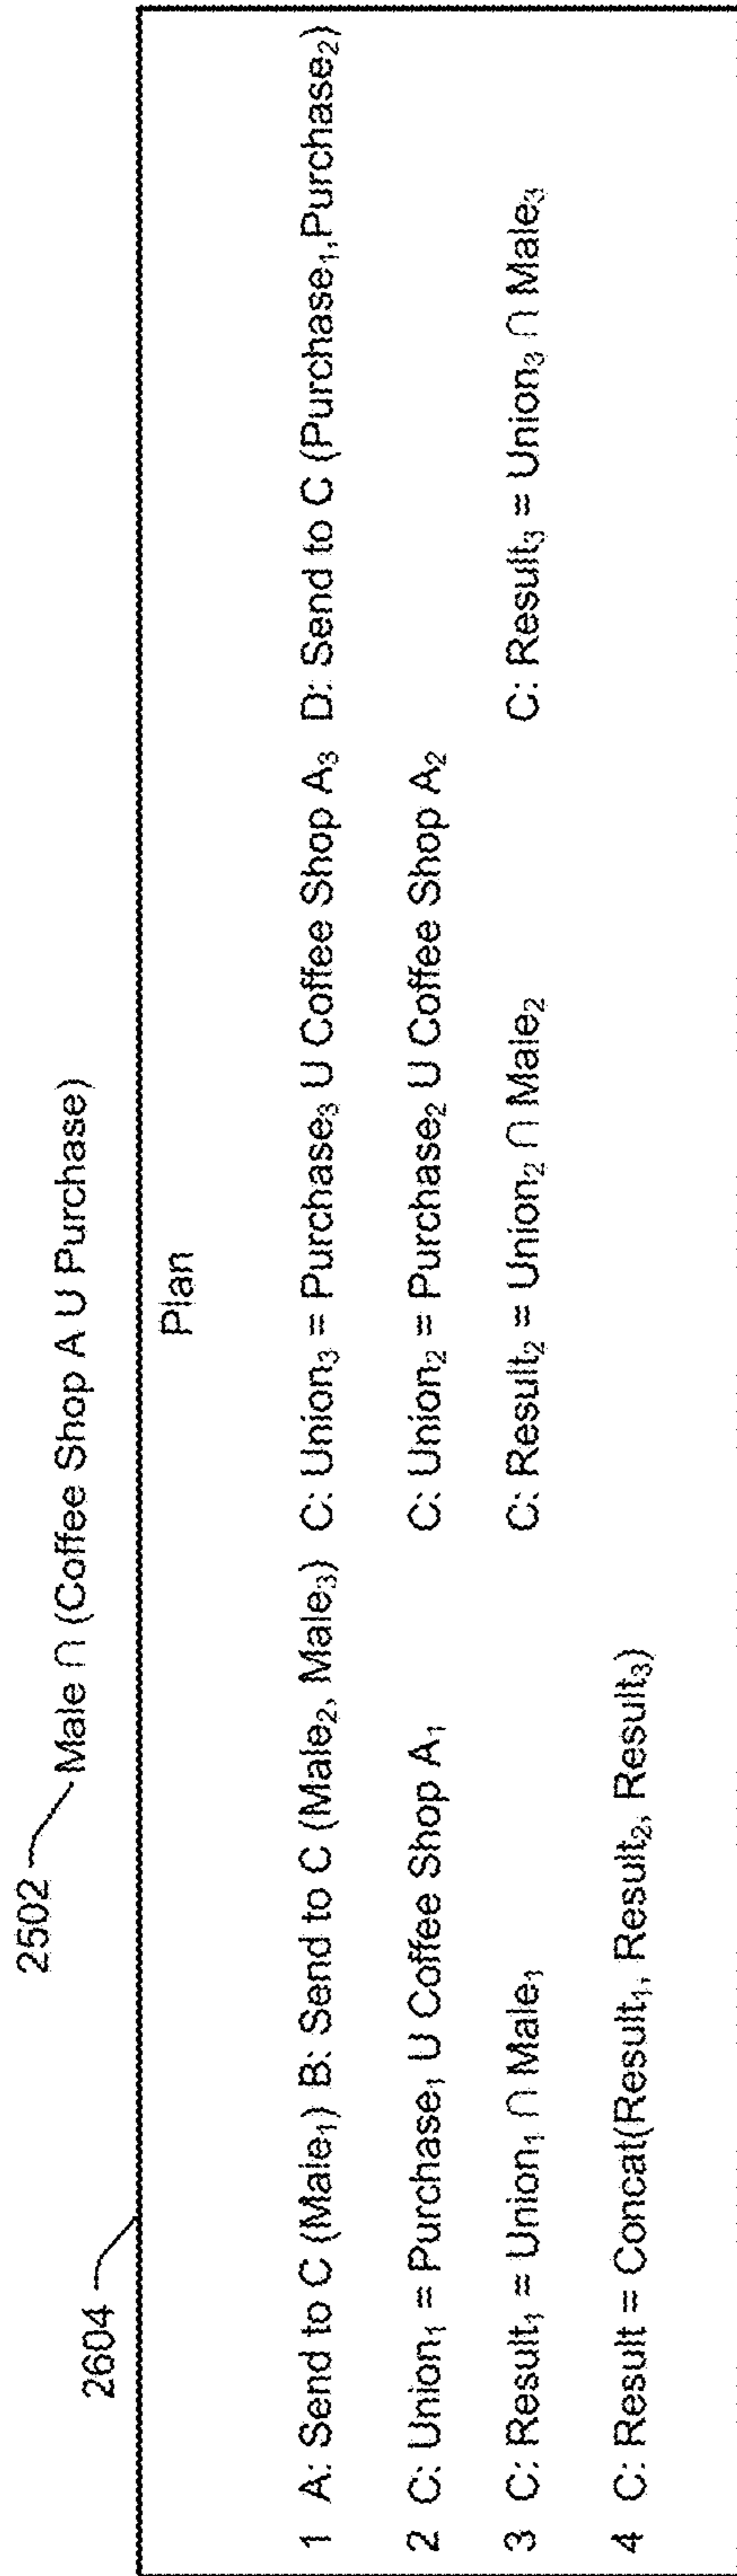 2502
Male ∩ (Coffee Shop A U Purchase)
2604
Plan
1 A: Send to C (Male₁) B: Send to C (Male₂, Male₃) C: Union₃ = Purchase₃ U Coffee Shop A₃ D: Send to C (Purchase₁,Purchase₂)
2 C: Union₁ = Purchase₁ U Coffee Shop A₁ C: Union₂ = Purchase₂ U Coffee Shop A₂
3 C: Result₁ = Union₁ ∩ Male₁ C: Result₂ = Union₂ ∩ Male₂ C: Result₃ = Union₃ ∩ Male₃
4 C: Result = Concat(Result₁, Result₂, Result₃)